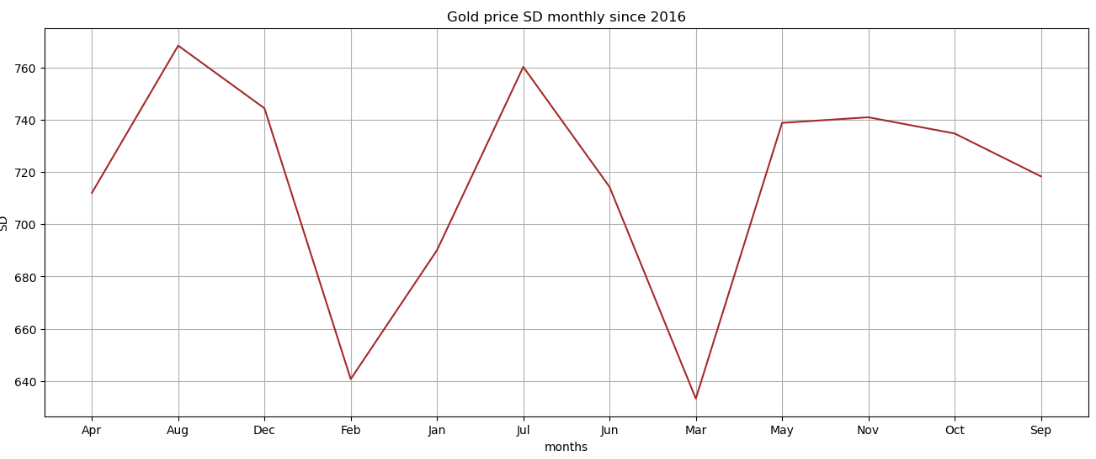 Gold price SD monthly since 2016
760
740
720
700
680
660
640
SD
Apr Aug Dec Feb Jan Jul Jun Mar May Nov Oct Sep
months